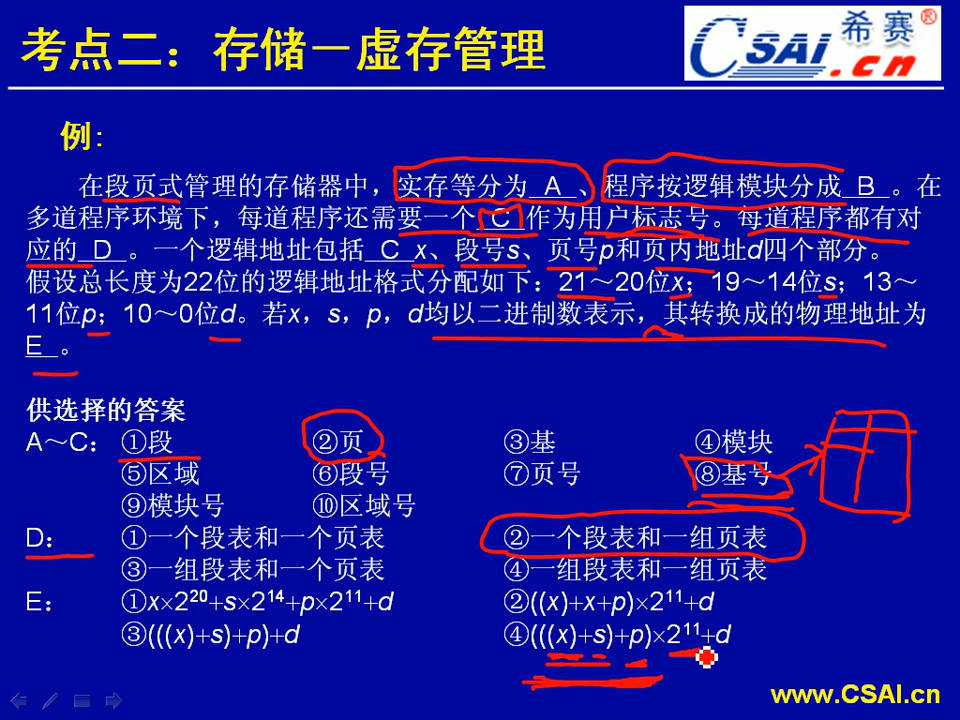 考点二：存储－虚存管理
CSAI.cn 希赛®
例:
在段页式管理的存储器中，实存等分为_A_、程序按逻辑模块分成_B_。在
多道程序环境下，每道程序还需要一个_C_作为用户标志号。每道程序都有对
应的_D_。一个逻辑地址包括_C_x、段号s、页号p和页内地址d四个部分。
假设总长度为22位的逻辑地址格式分配如下：21～20位x；19～14位s；13～
11位p；10～0位d。若x，s，p，d均以二进制数表示，其转换成的物理地址为
_E_。
供选择的答案
A～C： ①段 ②页 ③基 ④模块
⑤区域 ⑥段号 ⑦页号 ⑧基号
⑨模块号 ⑩区域号
D： ①一个段表和一个页表 ②一个段表和一组页表
③一组段表和一个页表 ④一组段表和一组页表
E： ①x×2²⁰+s×2¹⁴+p×2¹¹+d ②((x)+x+p)×2¹¹+d
③(((x)+s)+p)+d ④(((x)+s)+p)×2¹¹+d
www.CSAI.cn